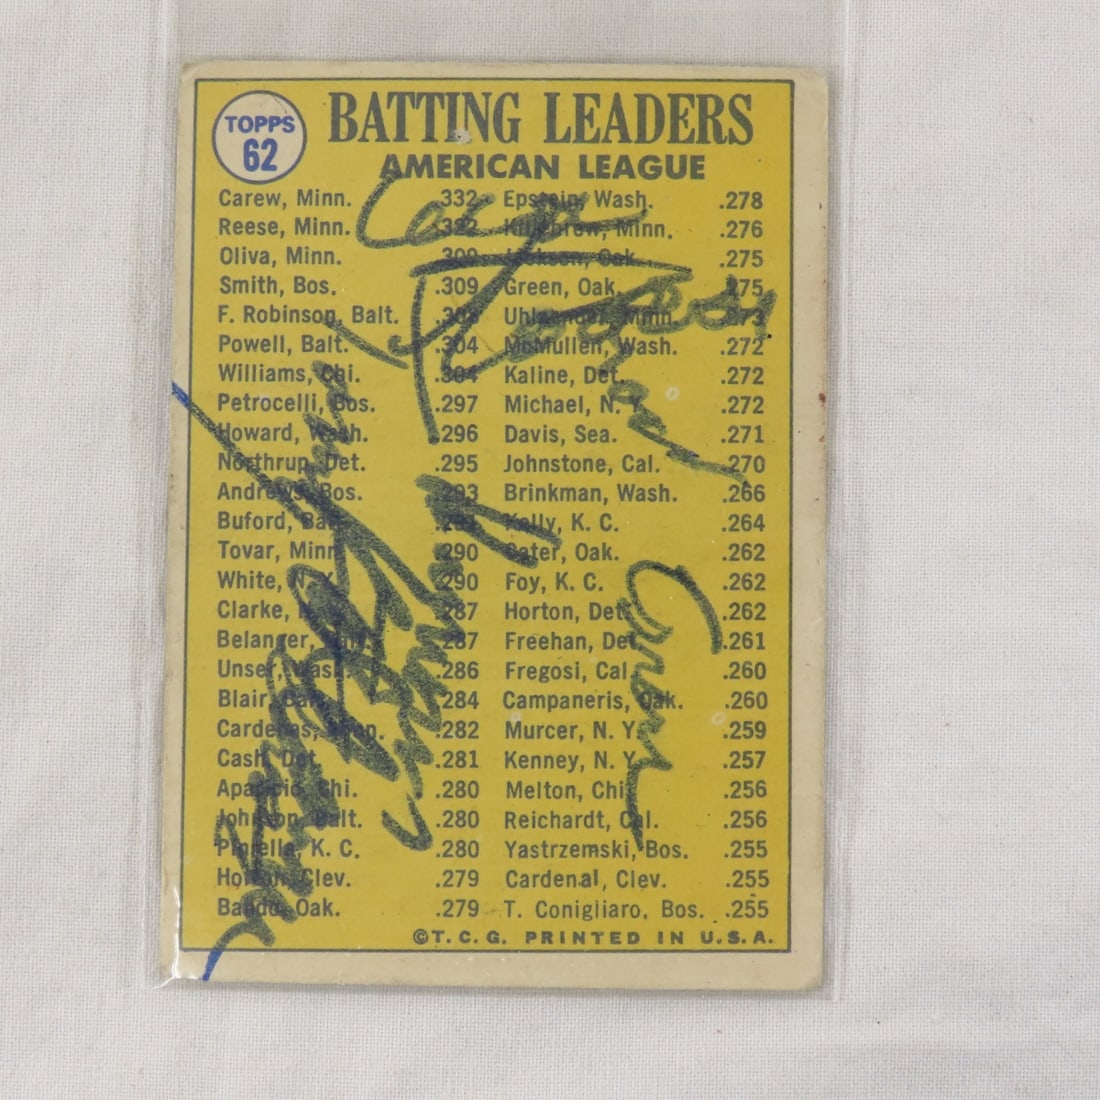 TOPPS
62
BATTING LEADERS
AMERICAN LEAGUE
Carew, Minn. .332
Reese, Minn. .322
Oliva, Minn. .309
Smith, Bos. .309
F. Robinson, Balt. .308
Powell, Balt. .304
Williams, Chi. .304
Petrocelli, Bos. .297
Howard, Wash. .296
Northrup, Det. .295
Andrews, Bos. .293
Buford, Balt. .291
Tovar, Minn. .290
White, N.Y. .290
Clarke, .287
Belanger, Balt. .287
Unser, Wash. .286
Blair, Balt. .284
Cardenas, Minn. .282
Cash, Det. .281
Aparicio, Chi. .280
Johnson, Balt. .280
Piniella, K. C. .280
Horton, Clev. .279
Bando, Oak. .279
Epstein, Wash. .278
Killebrew, Minn. .276
Jackson, Oak. .275
Green, Oak. .275
Uhlaender, Minn. .273
McMullen, Wash. .272
Kaline, Det. .272
Michael, N. Y. .272
Davis, Sea. .271
Johnstone, Cal. .270
Brinkman, Wash. .266
Kelly, K. C. .264
Cater, Oak. .262
Foy, K. C. .262
Horton, Det. .262
Freehan, Det. .261
Fregosi, Cal. .260
Campaneris, Oak. .260
Murcer, N. Y. .259
Kenney, N. Y. .257
Melton, Chi. .256
Reichardt, Cal. .256
Yastrzemski, Bos. .255
Cardenal, Clev. .255
T. Conigliaro, Bos. .255
©T. C. G. PRINTED IN U.S.A.